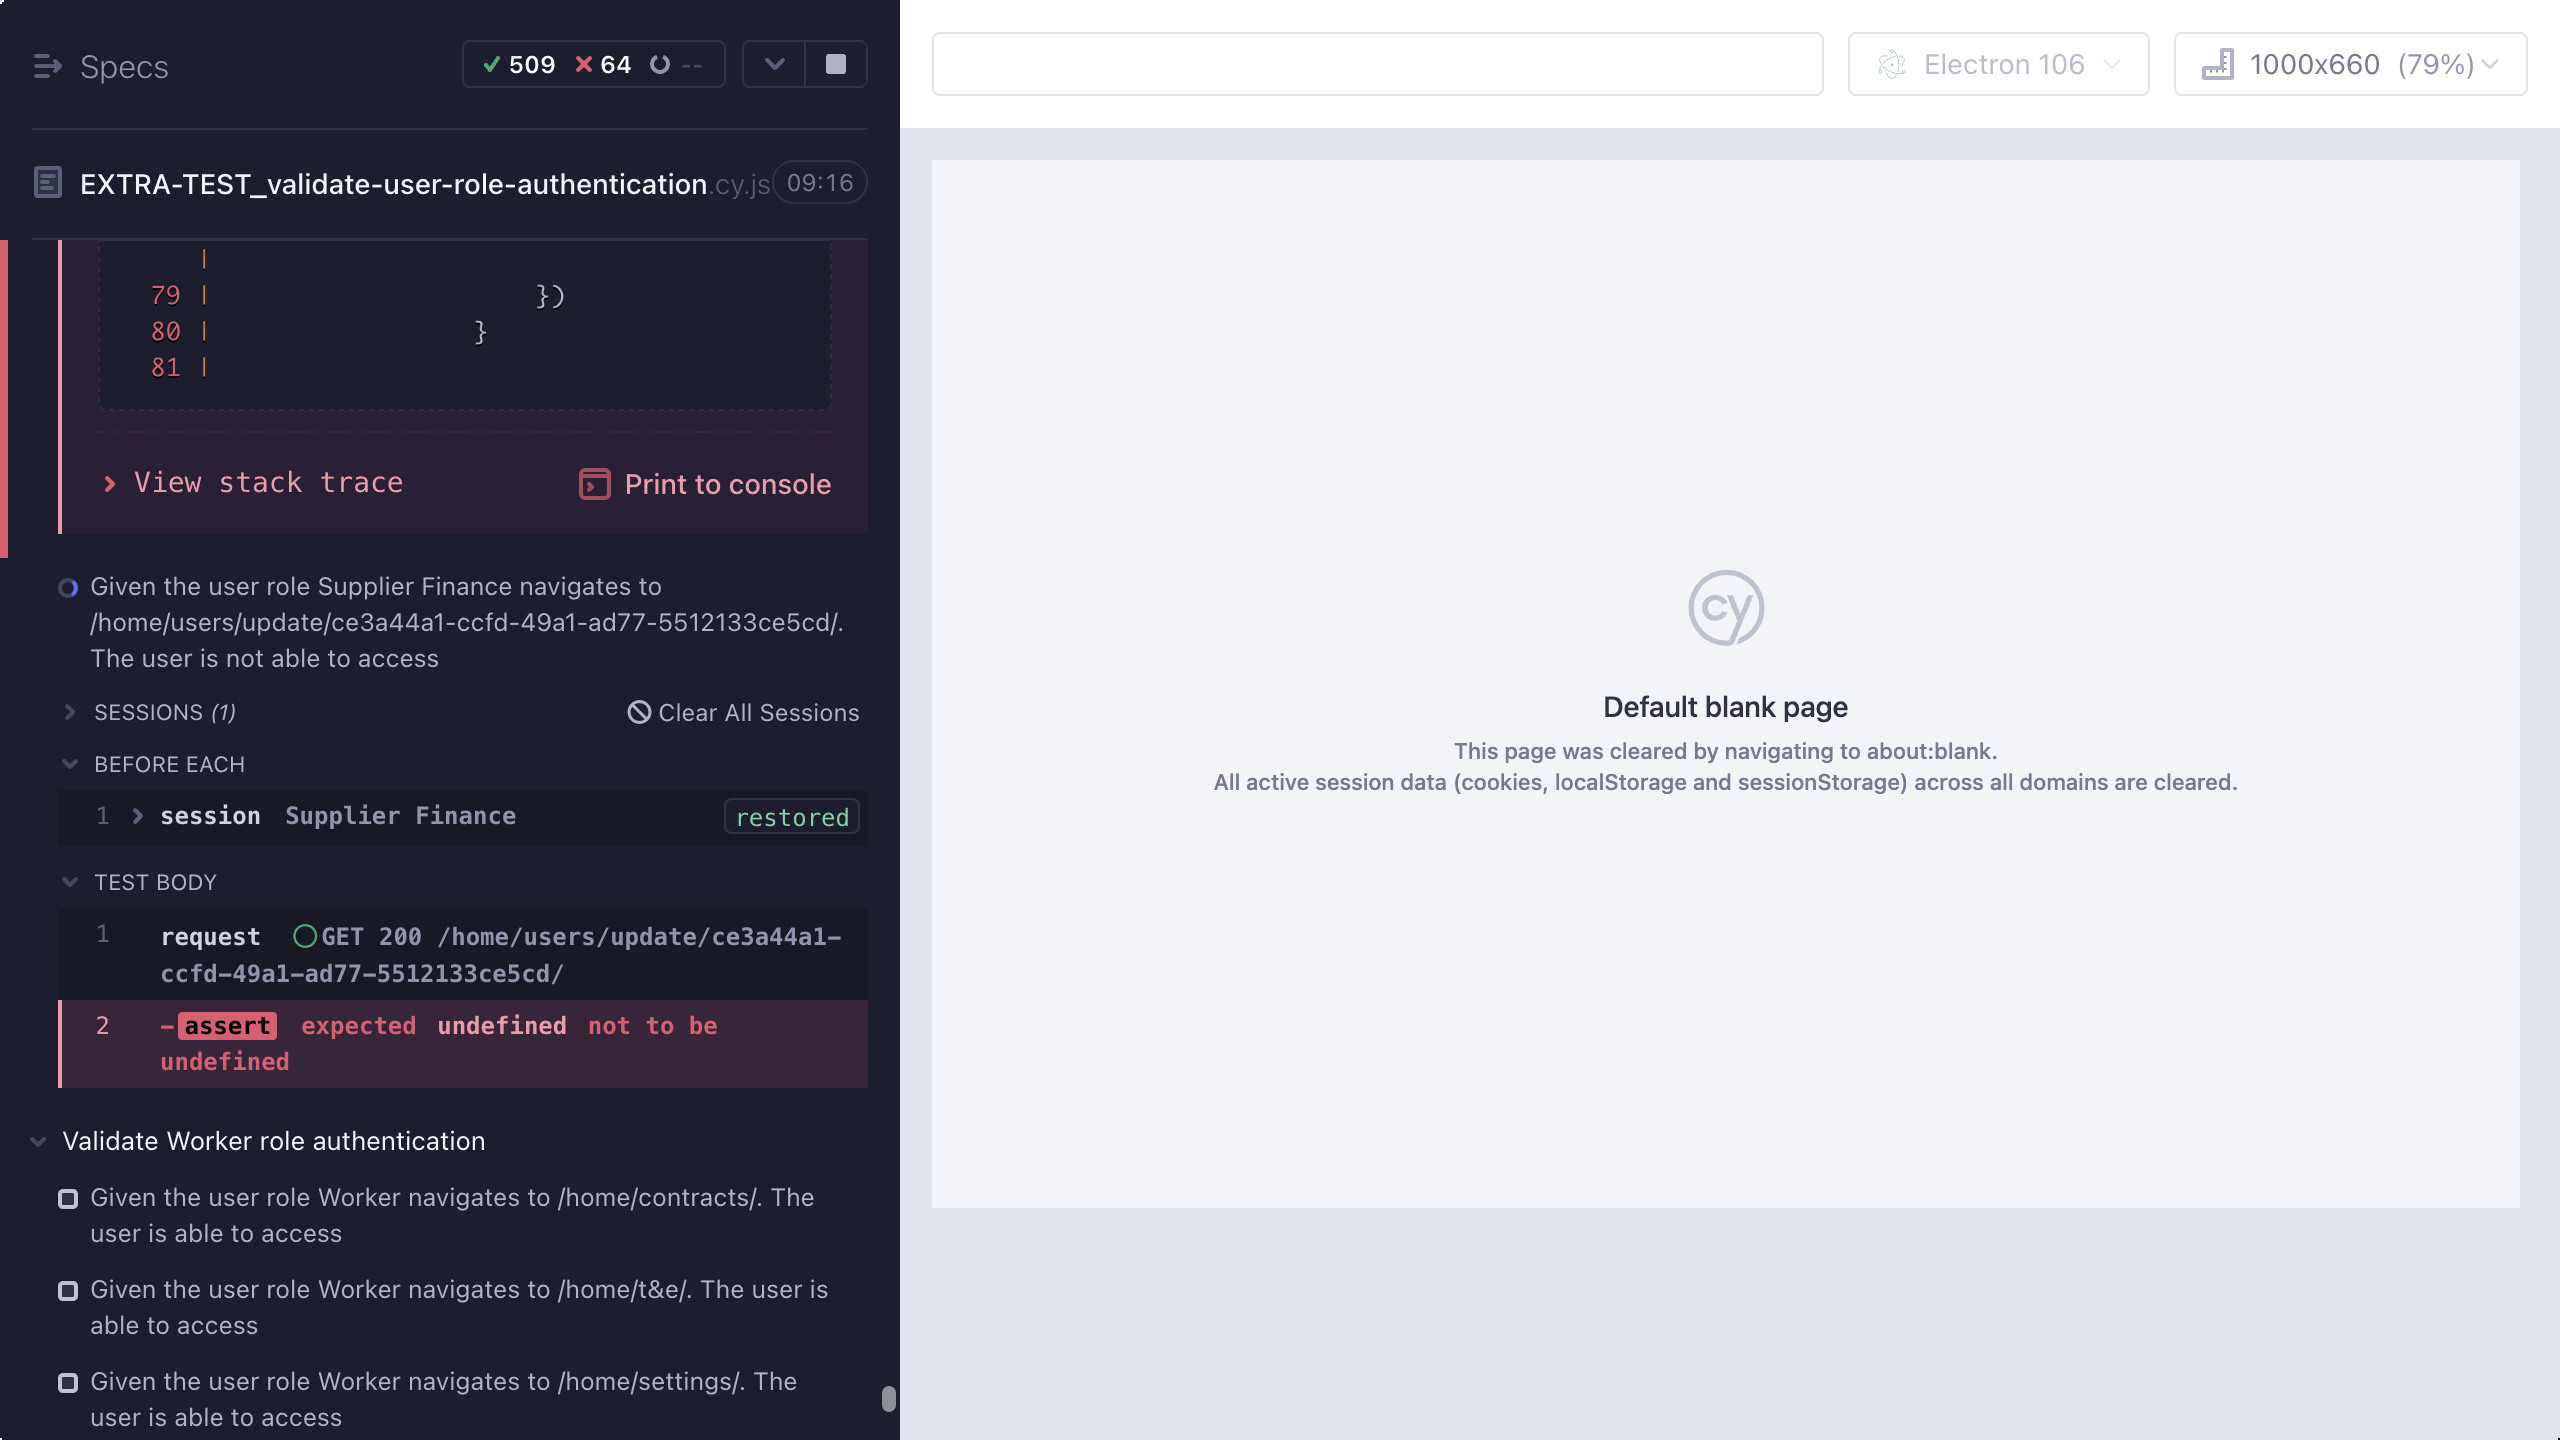 Specs
509 64 --
EXTRA-TEST_validate-user-role-authentication.cy.js 09:16
|
79 | })
80 | }
81 |
View stack trace
Print to console
Given the user role Supplier Finance navigates to
/home/users/update/ce3a44a1-ccfd-49a1-ad77-5512133ce5cd/.
The user is not able to access
SESSIONS (1)
Clear All Sessions
BEFORE EACH
1 session Supplier Finance restored
TEST BODY
1 request GET 200 /home/users/update/ce3a44a1-
ccfd-49a1-ad77-5512133ce5cd/
2 -assert expected undefined not to be
undefined
Validate Worker role authentication
Given the user role Worker navigates to /home/contracts/. The
user is able to access
Given the user role Worker navigates to /home/t&e/. The user is
able to access
Given the user role Worker navigates to /home/settings/. The
user is able to access
Electron 106
1000x660 (79%)
cy
Default blank page
This page was cleared by navigating to about:blank.
All active session data (cookies, localStorage and sessionStorage) across all domains are cleared.